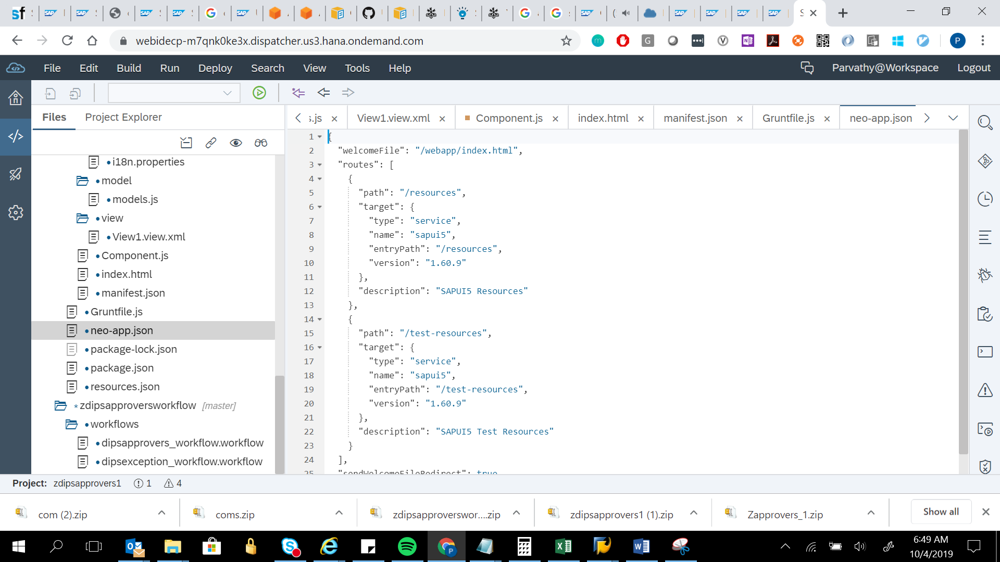 webidecp-m7qnk0ke3x.dispatcher.us3.hana.ondemand.com
File Edit Build Run Deploy Search View Tools Help
Parvathy@Workspace Logout
Files Project Explorer
s.js × View1.view.xml × Component.js × index.html × manifest.json × Gruntfile.js × neo-app.json
i18n.properties
model
models.js
view
View1.view.xml
Component.js
index.html
manifest.json
Gruntfile.js
neo-app.json
package-lock.json
package.json
resources.json
* zdipsapproversworkflow [master]
workflows
dipsapprovers_workflow.workflow
dipsexception_workflow.workflow
1 {
2 "welcomeFile": "/webapp/index.html",
3 "routes": [
4 {
5 "path": "/resources",
6 "target": {
7 "type": "service",
8 "name": "sapui5",
9 "entryPath": "/resources",
10 "version": "1.60.9"
11 },
12 "description": "SAPUI5 Resources"
13 },
14 {
15 "path": "/test-resources",
16 "target": {
17 "type": "service",
18 "name": "sapui5",
19 "entryPath": "/test-resources",
20 "version": "1.60.9"
21 },
22 "description": "SAPUI5 Test Resources"
23 }
24 ],
25 "sendWelcomeFileRedirect": true
Project: zdipsapprovers1 1 4
com (2).zip
coms.zip
zdipsapproverswor....zip
zdipsapprovers1 (1).zip
Zapprovers_1.zip
Show all
6:49 AM
10/4/2019